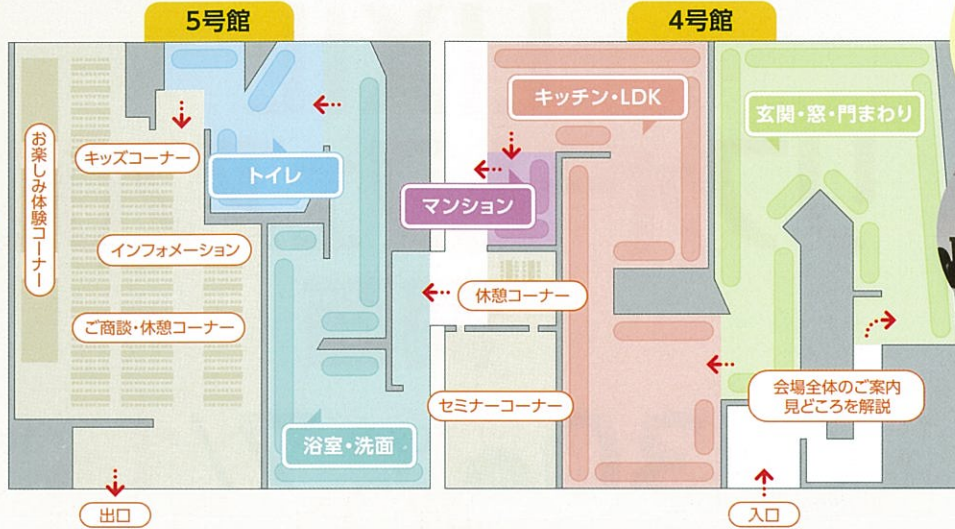 5号館
4号館
お楽しみ体験コーナー
キッズコーナー
トイレ
インフォメーション
ご商談・休憩コーナー
浴室・洗面
出口
キッチン・LDK
マンション
休憩コーナー
セミナーコーナー
玄関・窓・門まわり
会場全体のご案内
見どころを解説
入口